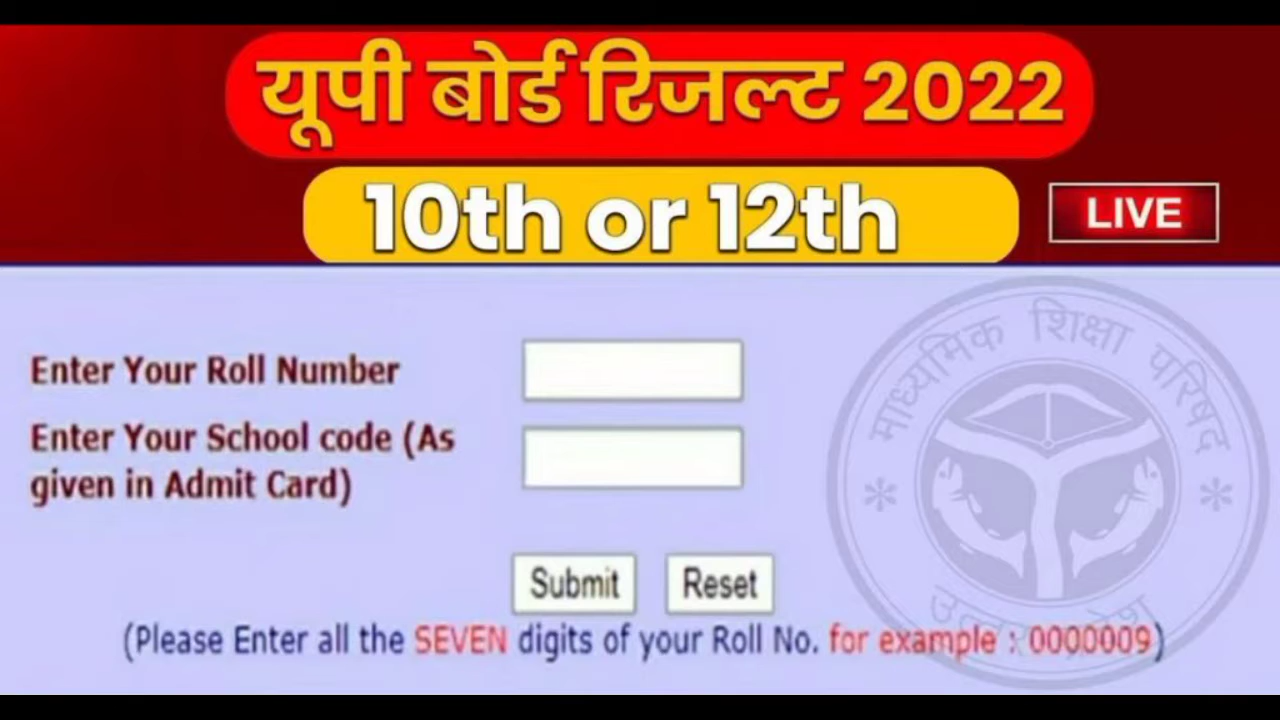 यूपी बोर्ड रिजल्ट 2022
10th or 12th
LIVE
Enter Your Roll Number
Enter Your School code (As
given in Admit Card)
माध्यमिक शिक्षा परिषद
Submit
Reset
(Please Enter all the SEVEN digits of your Roll No. for example : 0000009)